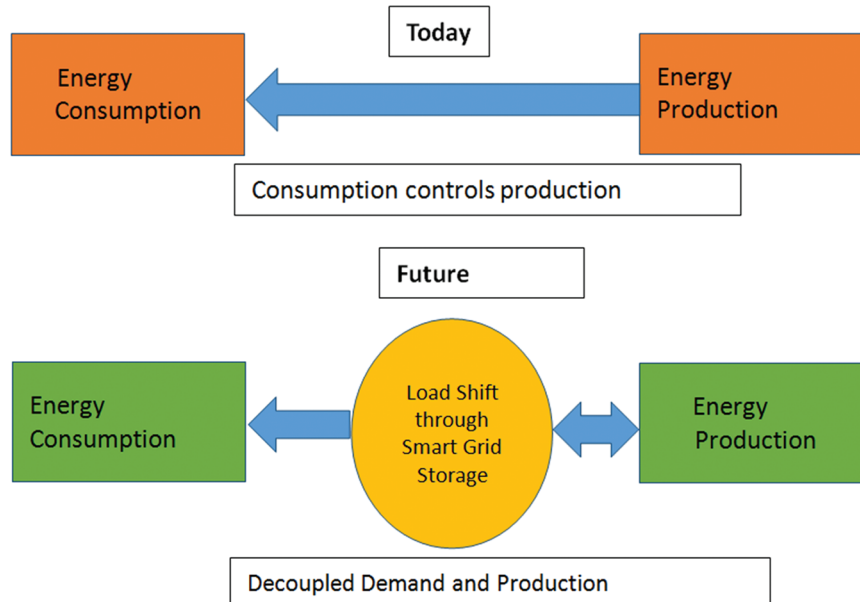 Today
Energy
Consumption
Energy
Production
Consumption controls production
Future
Energy
Consumption
Load Shift
through
Smart Grid
Storage
Energy
Production
Decoupled Demand and Production